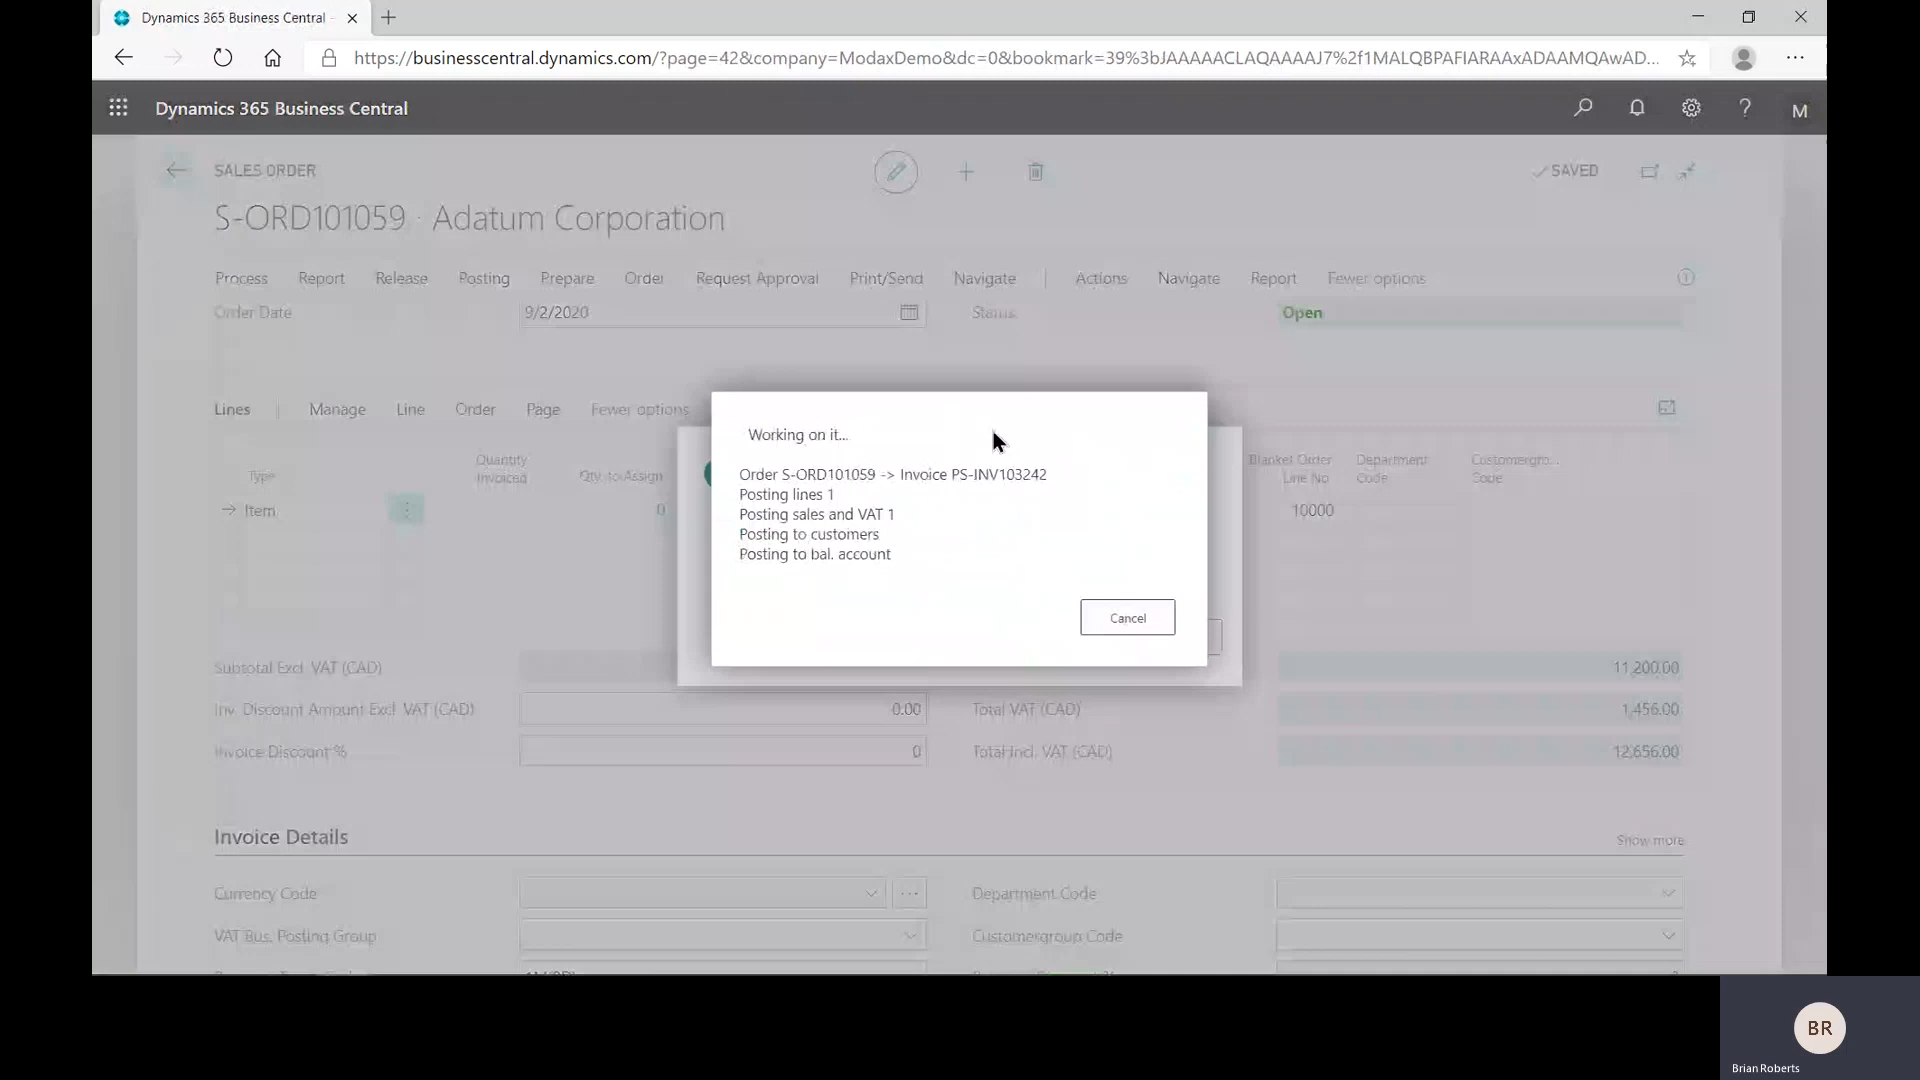 Dynamics 365 Business Central -
https://businesscentral.dynamics.com/?page=42&company=ModaxDemo&dc=0&bookmark=39%3bJAAAAACLAQAAAAJ7%2f1MALQBPAFIARAAxADAAMQAwAD...
Dynamics 365 Business Central
M
SALES ORDER
SAVED
S-ORD101059 · Adatum Corporation
Process Report Release Posting Prepare Order Request Approval Print/Send Navigate Actions Navigate Report Fewer options
Order Date 9/2/2020 Status Open
Lines Manage Line Order Page Fewer options
Type Quantity Invoiced Qty. to Assign Blanket Order Line No Department Code Customergro... Code
Item 0 10000
Working on it...
Order S-ORD101059 -> Invoice PS-INV103242
Posting lines 1
Posting sales and VAT 1
Posting to customers
Posting to bal. account
Cancel
Subtotal Excl. VAT (CAD) 11,200.00
Inv. Discount Amount Excl. VAT (CAD) 0.00 Total VAT (CAD) 1,456.00
Invoice Discount % 0 Total Incl. VAT (CAD) 12,656.00
Invoice Details Show more
Currency Code Department Code
VAT Bus. Posting Group Customergroup Code
BR
Brian Roberts